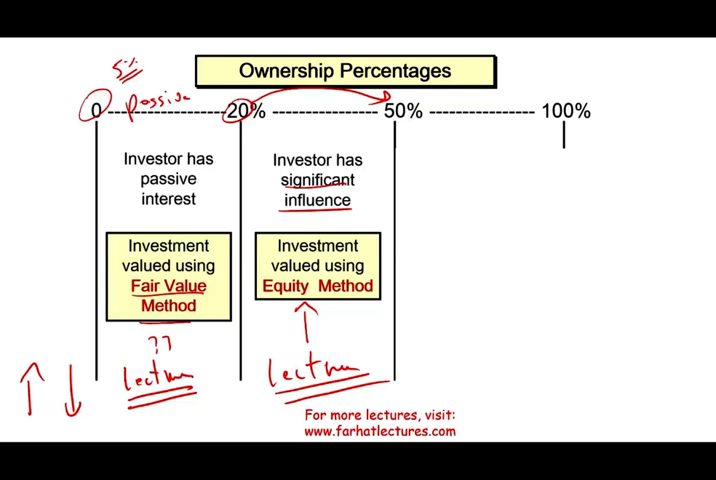 5%
Ownership Percentages
0 ---------------------- 20% ---------------------- 50% ------------------- 100%
passive
Investor has
passive
interest
Investment
valued using
Fair Value
Method
??
lecture
Investor has
significant
influence
Investment
valued using
Equity Method
lecture
For more lectures, visit:
www.farhatlectures.com